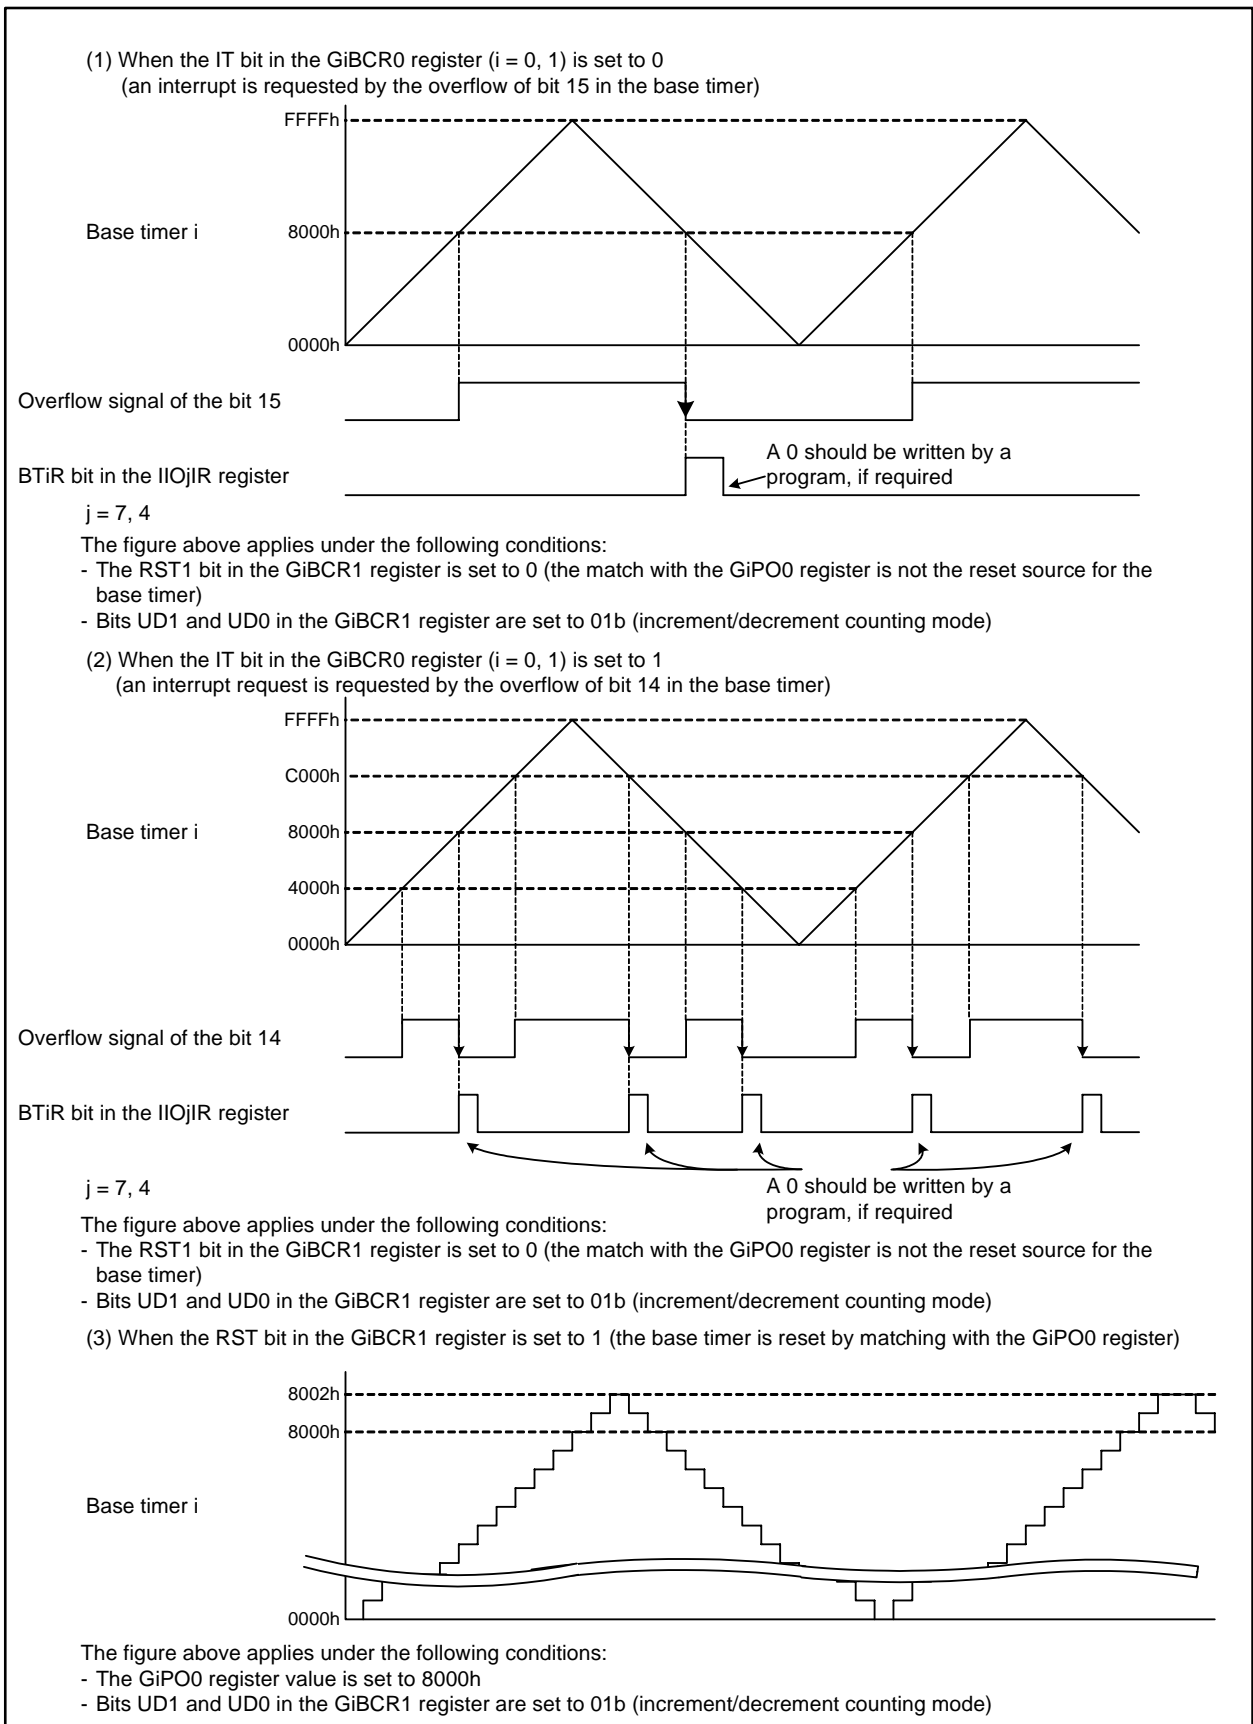 (1) When the IT bit in the GiBCR0 register (i = 0, 1) is set to 0
(an interrupt is requested by the overflow of bit 15 in the base timer)
FFFFh
Base timer i
8000h
0000h
Overflow signal of the bit 15
A 0 should be written by a
program, if required
BTiR bit in the IIOjIR register
j = 7, 4
The figure above applies under the following conditions:
- The RST1 bit in the GiBCR1 register is set to 0 (the match with the GiPO0 register is not the reset source for the
base timer)
- Bits UD1 and UD0 in the GiBCR1 register are set to 01b (increment/decrement counting mode)
(2) When the IT bit in the GiBCR0 register (i = 0, 1) is set to 1
(an interrupt request is requested by the overflow of bit 14 in the base timer)
FFFFh
C000h
Base timer i
8000h
4000h
0000h
Overflow signal of the bit 14
BTiR bit in the IIOjIR register
j = 7, 4
A 0 should be written by a
program, if required
The figure above applies under the following conditions:
- The RST1 bit in the GiBCR1 register is set to 0 (the match with the GiPO0 register is not the reset source for the
base timer)
- Bits UD1 and UD0 in the GiBCR1 register are set to 01b (increment/decrement counting mode)
(3) When the RST bit in the GiBCR1 register is set to 1 (the base timer is reset by matching with the GiPO0 register)
8002h
8000h
Base timer i
0000h
The figure above applies under the following conditions:
- The GiPO0 register value is set to 8000h
- Bits UD1 and UD0 in the GiBCR1 register are set to 01b (increment/decrement counting mode)